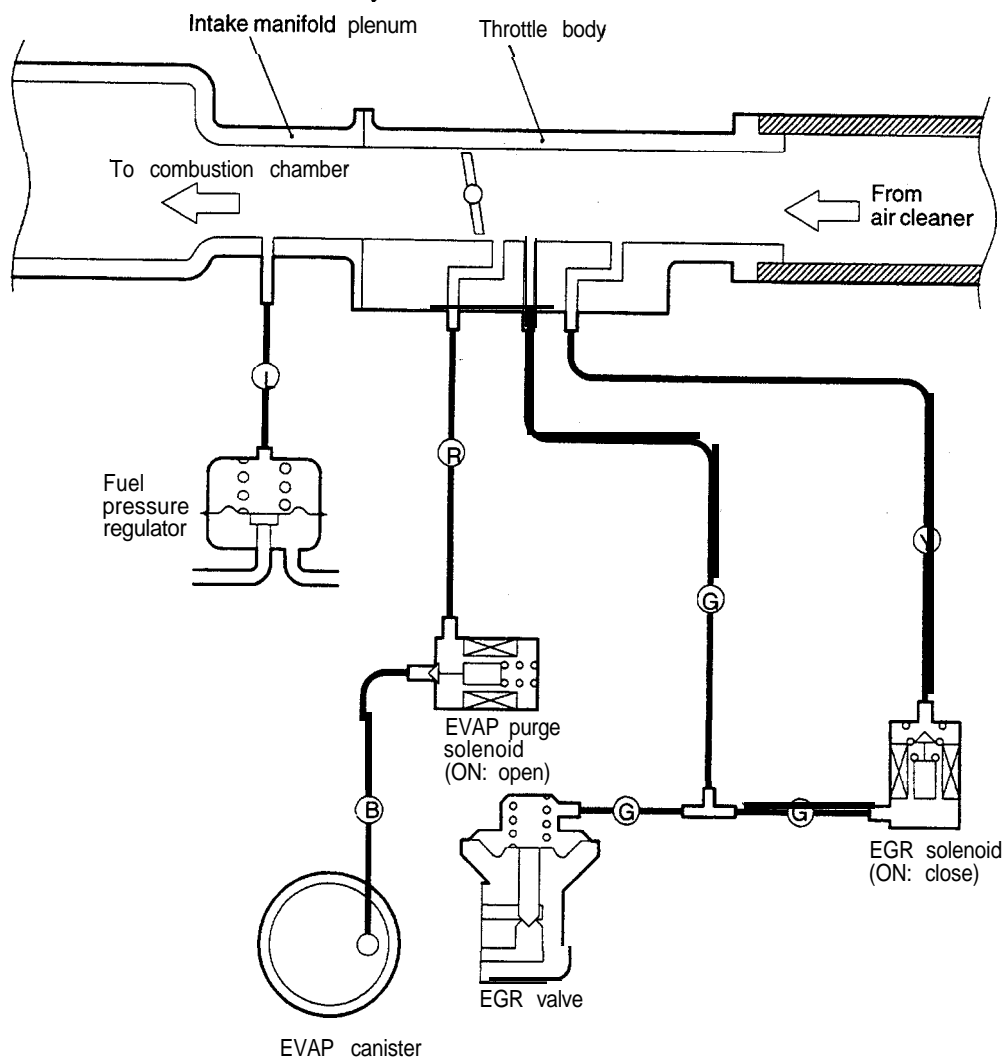 Intake manifold plenum
Throttle body
To combustion chamber
From
air cleaner
L
R
Fuel
pressure
regulator
Y
G
EVAP purge
solenoid
(ON: open)
B
G
G
EGR solenoid
(ON: close)
EGR valve
EVAP canister